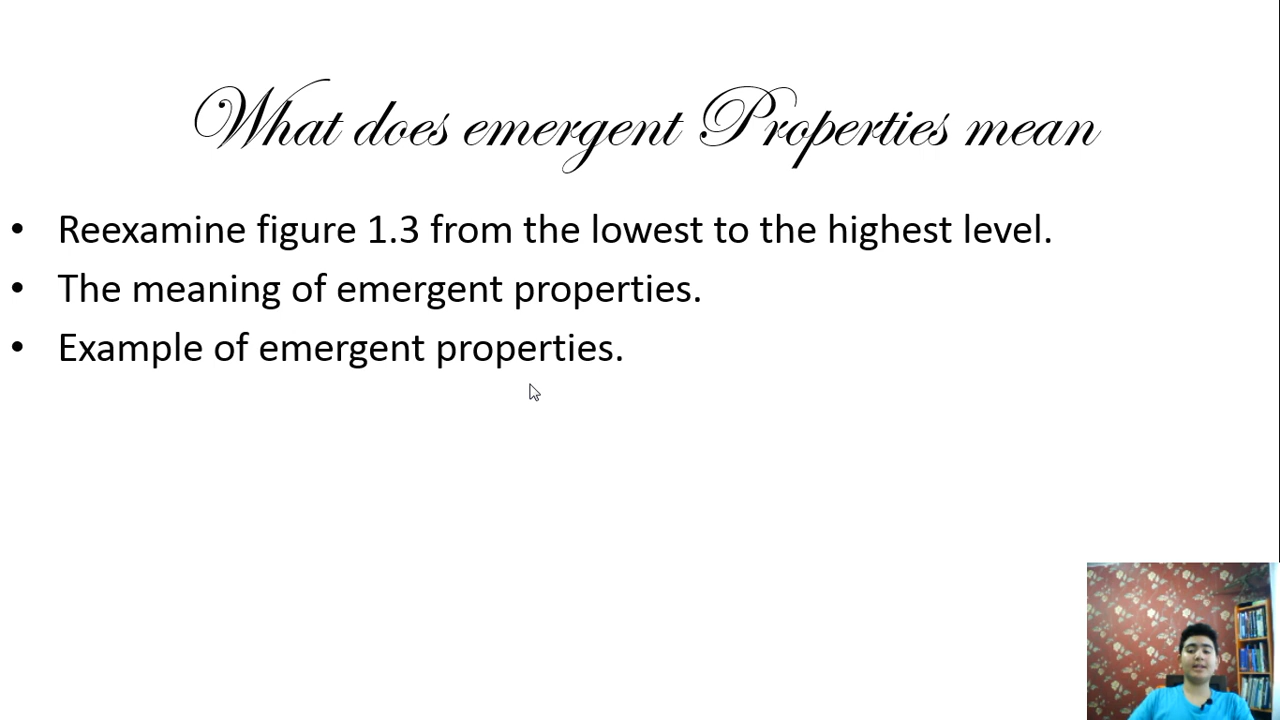 What does emergent Properties mean
• Reexamine figure 1.3 from the lowest to the highest level.
• The meaning of emergent properties.
• Example of emergent properties.